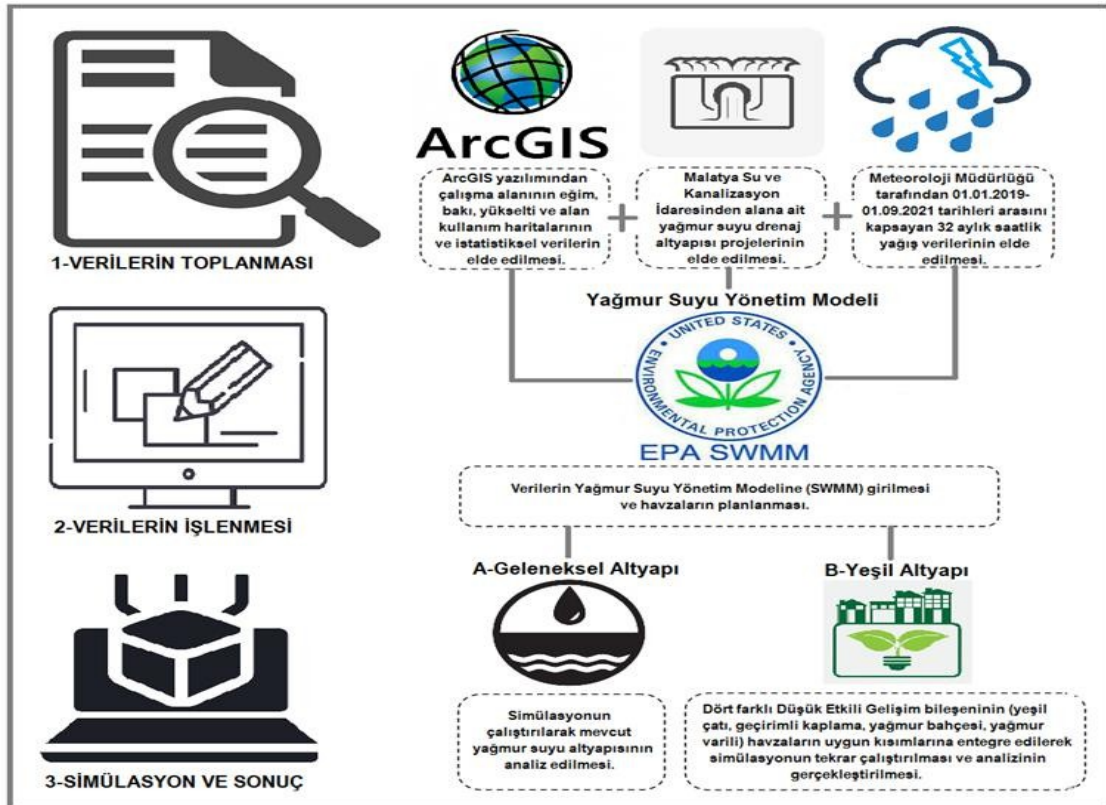 1-VERİLERİN TOPLANMASI
ArcGIS
ArcGIS yazılımından
çalışma alanının eğim,
bakı, yükselti ve alan
kullanım haritalarının
ve istatistiksel verilerin
elde edilmesi.
Malatya Su ve
Kanalizasyon
İdaresinden alana ait
yağmur suyu drenaj
altyapısı projelerinin
elde edilmesi.
Meteoroloji Müdürlüğü
tarafından 01.01.2019-
01.09.2021 tarihleri arasını
kapsayan 32 aylık saatlik
yağış verilerinin elde
edilmesi.
2-VERİLERİN İŞLENMESİ
Yağmur Suyu Yönetim Modeli
UNITED STATES
ENVIRONMENTAL PROTECTION AGENCY
EPA SWMM
Verilerin Yağmur Suyu Yönetim Modeline (SWMM) girilmesi
ve havzaların planlanması.
3-SİMÜLASYON VE SONUÇ
A-Geleneksel Altyapı
Simülasyonun
çalıştırılarak mevcut
yağmur suyu altyapısının
analiz edilmesi.
B-Yeşil Altyapı
Dört farklı Düşük Etkili Gelişim bileşeninin (yeşil
çatı, geçirimli kaplama, yağmur bahçesi, yağmur
varili) havzaların uygun kısımlarına entegre edilerek
simülasyonun tekrar çalıştırılması ve analizinin
gerçekleştirilmesi.